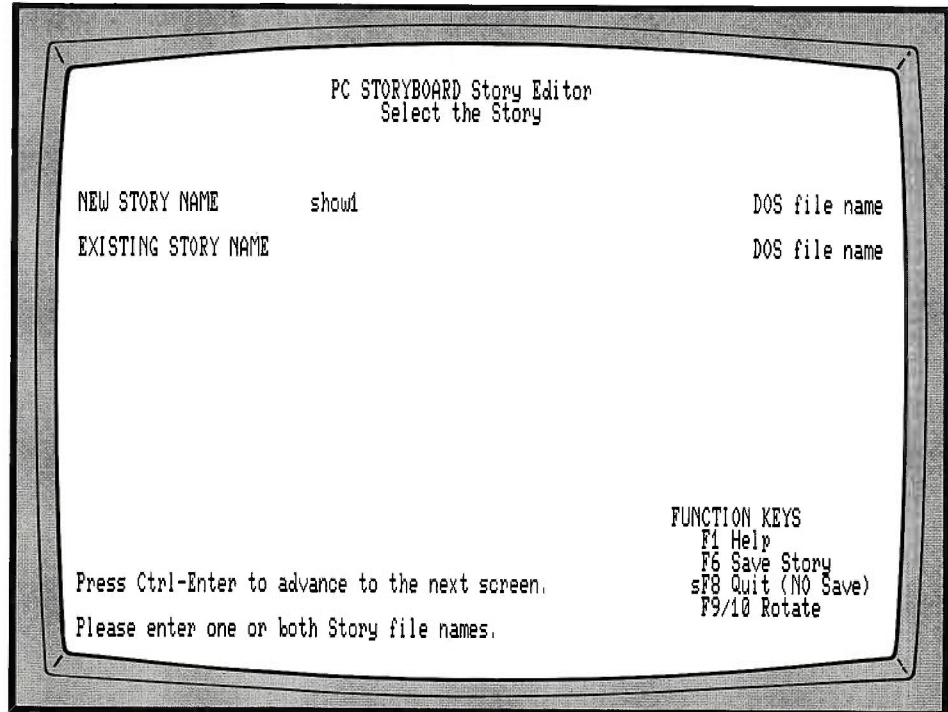 PC STORYBOARD Story Editor
Select the Story
NEW STORY NAME show1 DOS file name
EXISTING STORY NAME DOS file name
FUNCTION KEYS
F1 Help
F6 Save Story
sF8 Quit (NO Save)
F9/10 Rotate
Press Ctrl-Enter to advance to the next screen.
Please enter one or both Story file names.